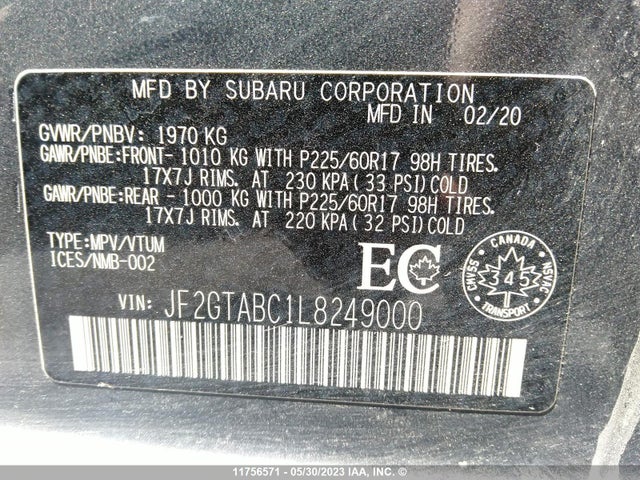 MFD BY SUBARU CORPORATION
MFD IN 02/20
GVWR/PNBV: 1970 KG
GAWR/PNBE:FRONT- 1010 KG WITH P225/60R17 98H TIRES.
17X7J RIMS. AT 230 KPA(33 PSI)COLD
GAWR/PNBE:REAR - 1000 KG WITH P225/60R17 98H TIRES.
17X7J RIMS. AT 220 KPA(32 PSI)COLD
TYPE:MPV/VTUM
ICES/NMB-002
EC
CANADA
CMVSS
NSVAC
343
TRANSPORT
VIN: JF2GTABC1L8249000
11756571 - 05/30/2023 IAA, Inc. ©